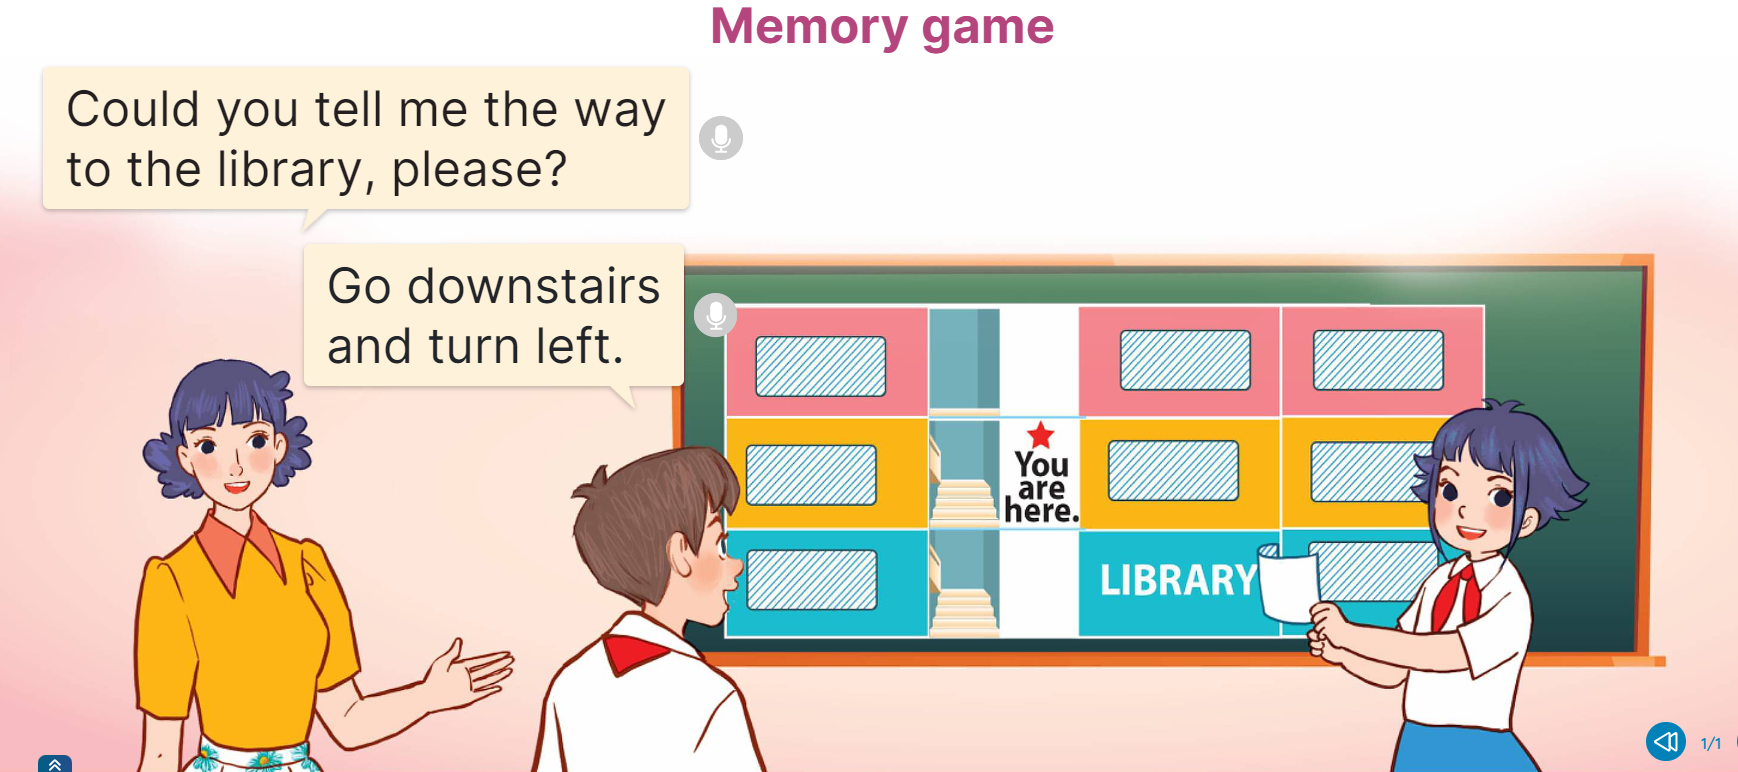 Memory game
Could you tell me the way
to the library, please?
Go downstairs
and turn left.
You
are
here.
LIBRARY
1/1